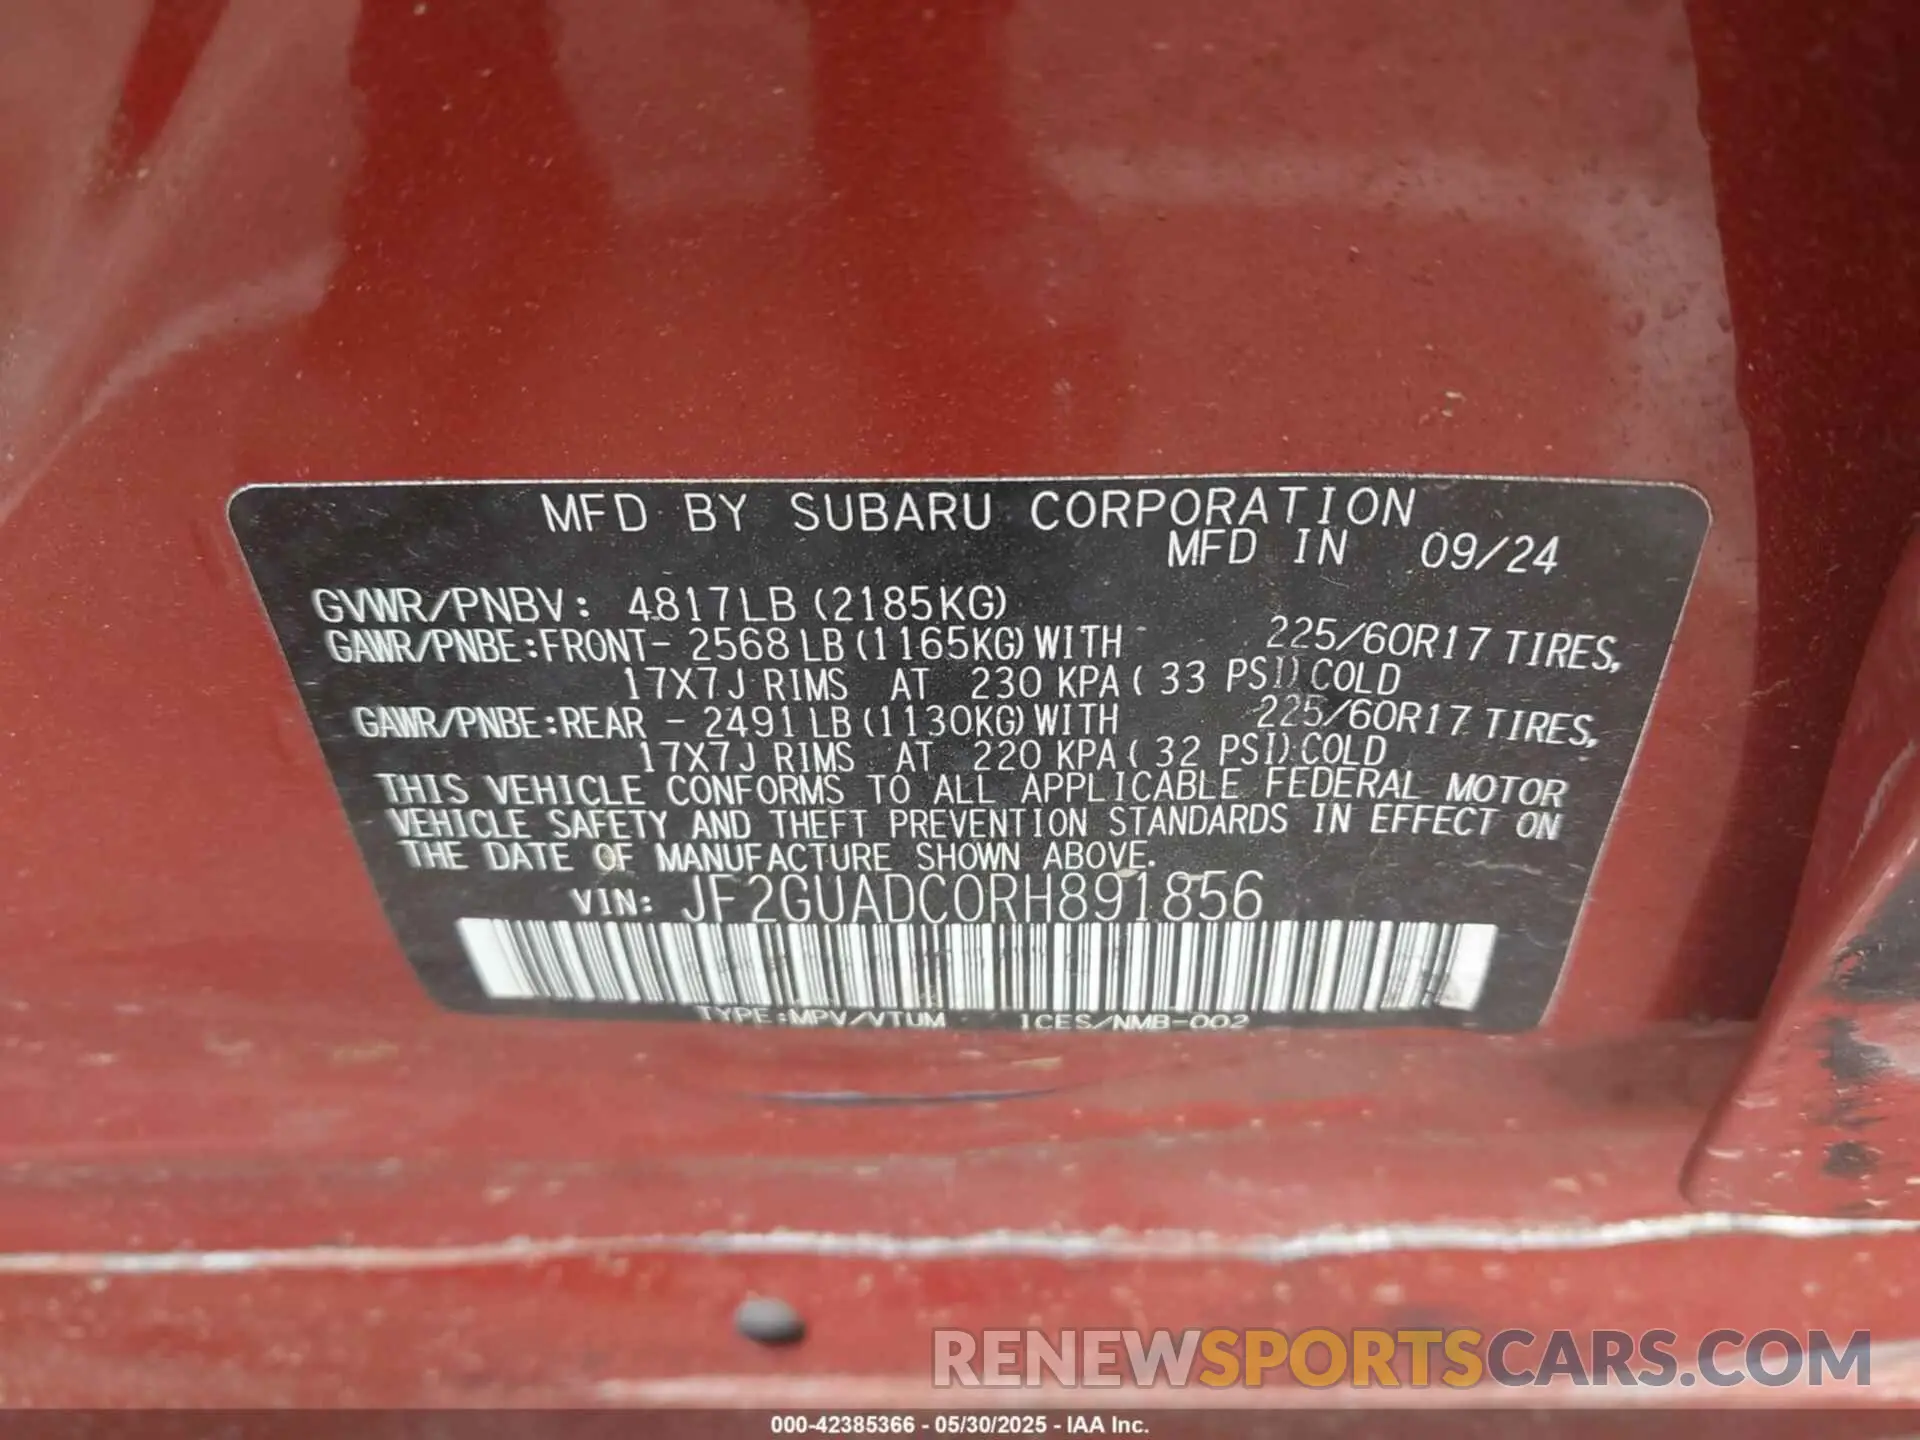 MFD BY SUBARU CORPORATION
MFD IN 09/24
GVWR/PNBV: 4817LB (2185KG)
GAWR/PNBE:FRONT- 2568 LB (1165KG) WITH 225/60R17 TIRES,
17X7J RIMS AT 230 KPA ( 33 PSI) COLD
GAWR/PNBE:REAR - 2491 LB (1130KG) WITH 225/60R17 TIRES,
17X7J RIMS AT 220 KPA ( 32 PSI) COLD
THIS VEHICLE CONFORMS TO ALL APPLICABLE FEDERAL MOTOR
VEHICLE SAFETY AND THEFT PREVENTION STANDARDS IN EFFECT ON
THE DATE OF MANUFACTURE SHOWN ABOVE.
VIN: JF2GUADC0RH891856
TYPE:MPV/VTUM ICES/NMB-002
RENEWSPORTSCARS.COM
000-42385366 - 05/30/2025 - IAA Inc.